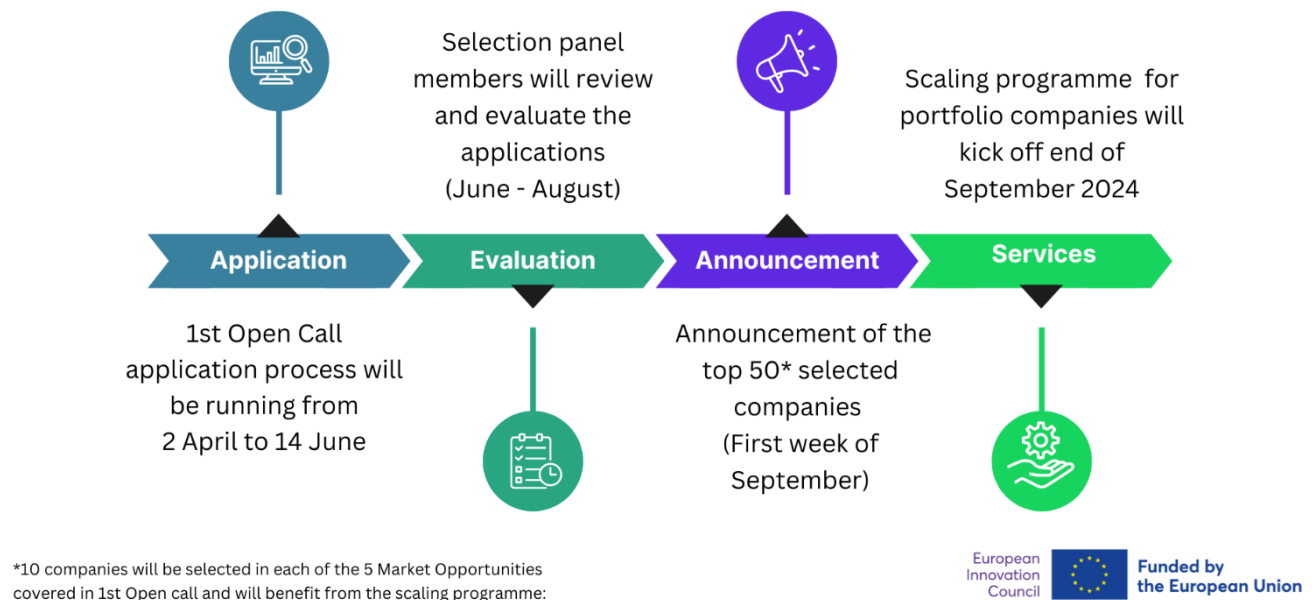 Application
1st Open Call
application process will
be running from
2 April to 14 June
Selection panel
members will review
and evaluate the
applications
(June - August)
Evaluation
Announcement
Announcement of the
top 50* selected
companies
(First week of
September)
Scaling programme for
portfolio companies will
kick off end of
September 2024
Services
*10 companies will be selected in each of the 5 Market Opportunities
covered in 1st Open call and will benefit from the scaling programme:
European
Innovation
Council
Funded by
the European Union